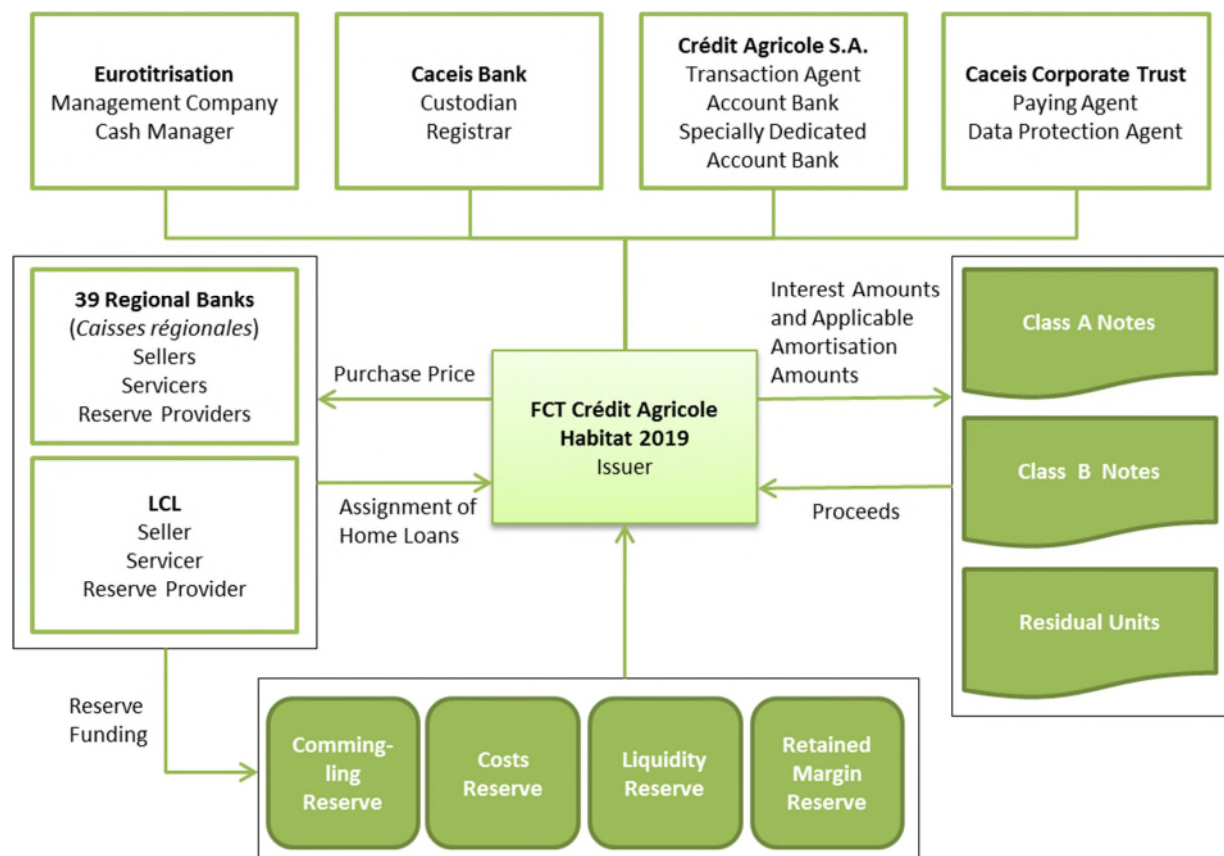 Eurotitrisation
Management Company
Cash Manager
Caceis Bank
Custodian
Registrar
Crédit Agricole S.A.
Transaction Agent
Account Bank
Specially Dedicated
Account Bank
Caceis Corporate Trust
Paying Agent
Data Protection Agent
39 Regional Banks
(Caisses régionales)
Sellers
Servicers
Reserve Providers
LCL
Seller
Servicer
Reserve Provider
Purchase Price
Assignment of
Home Loans
FCT Crédit Agricole
Habitat 2019
Issuer
Interest Amounts
and Applicable
Amortisation
Amounts
Proceeds
Class A Notes
Class B Notes
Residual Units
Reserve
Funding
Comming-
ling
Reserve
Costs
Reserve
Liquidity
Reserve
Retained
Margin
Reserve